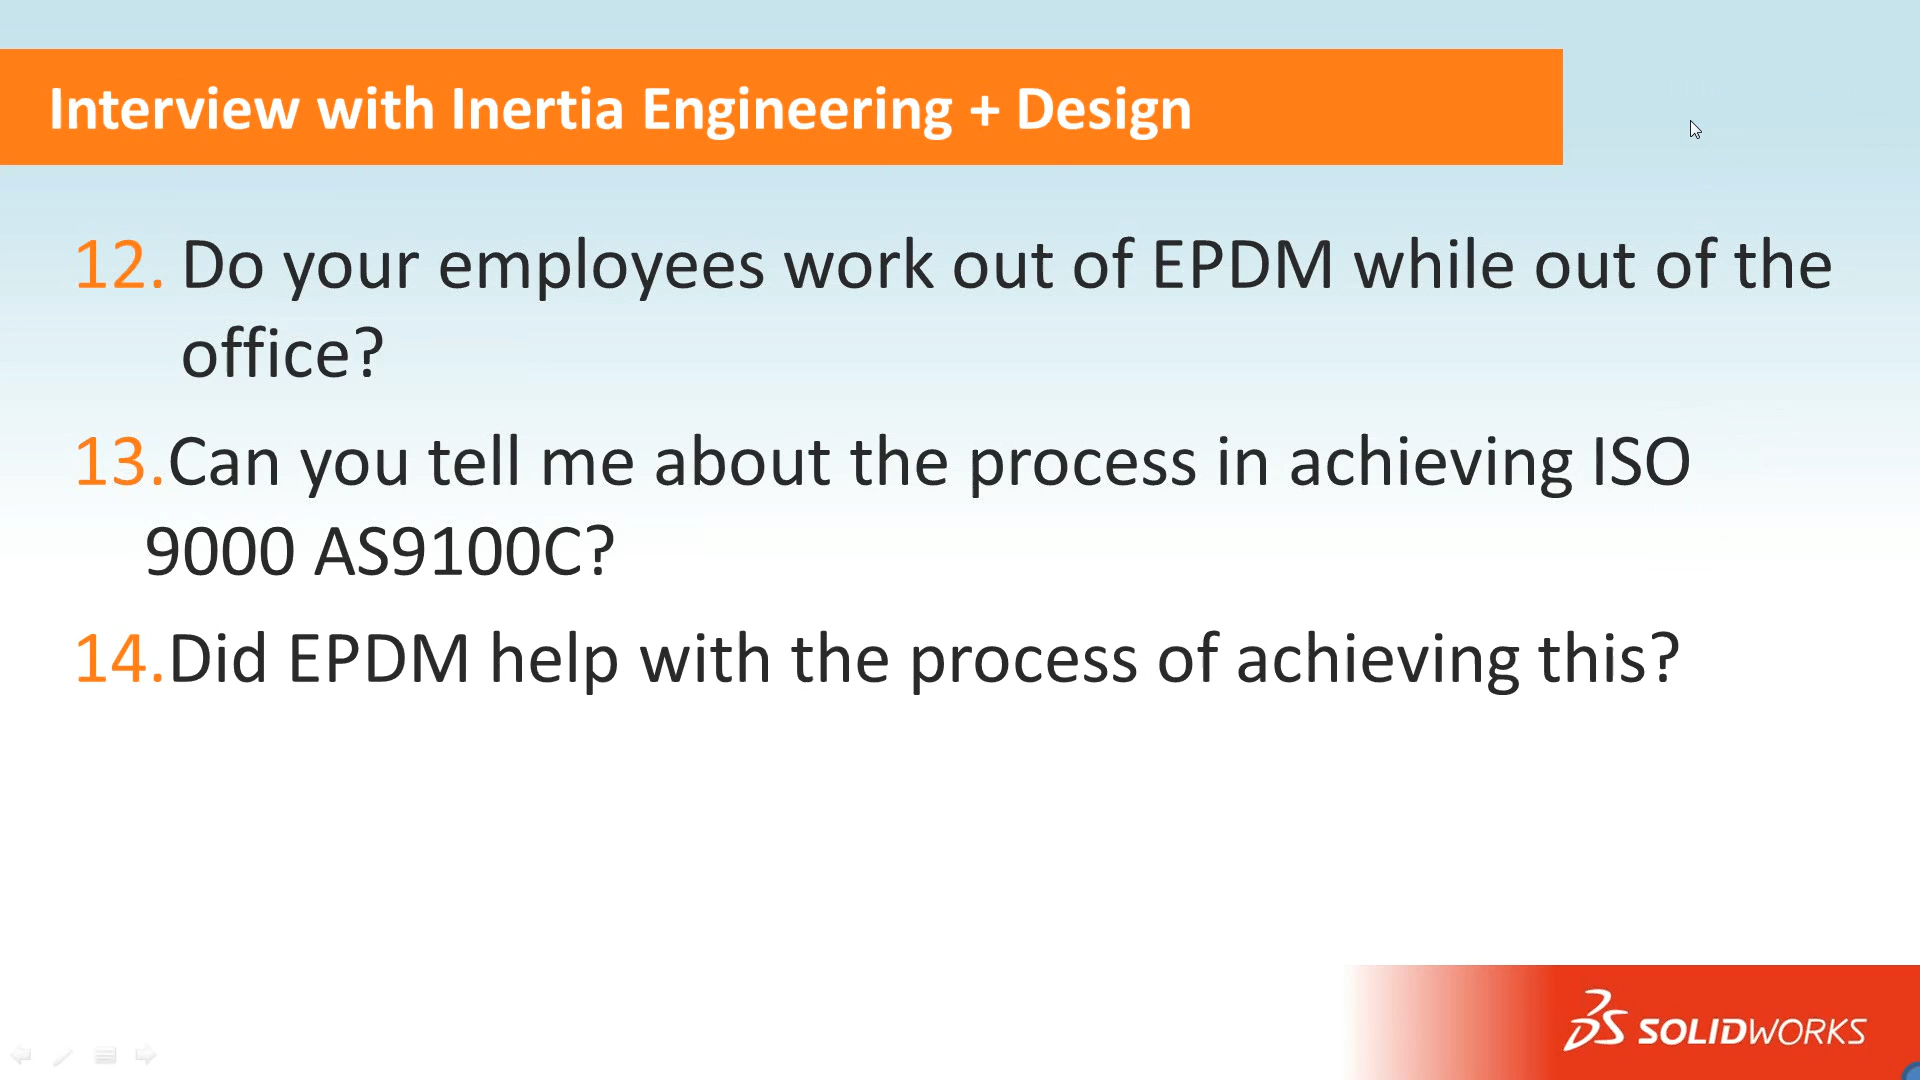 Interview with Inertia Engineering + Design
12. Do your employees work out of EPDM while out of the
office?
13.Can you tell me about the process in achieving ISO
9000 AS9100C?
14.Did EPDM help with the process of achieving this?
SOLIDWORKS